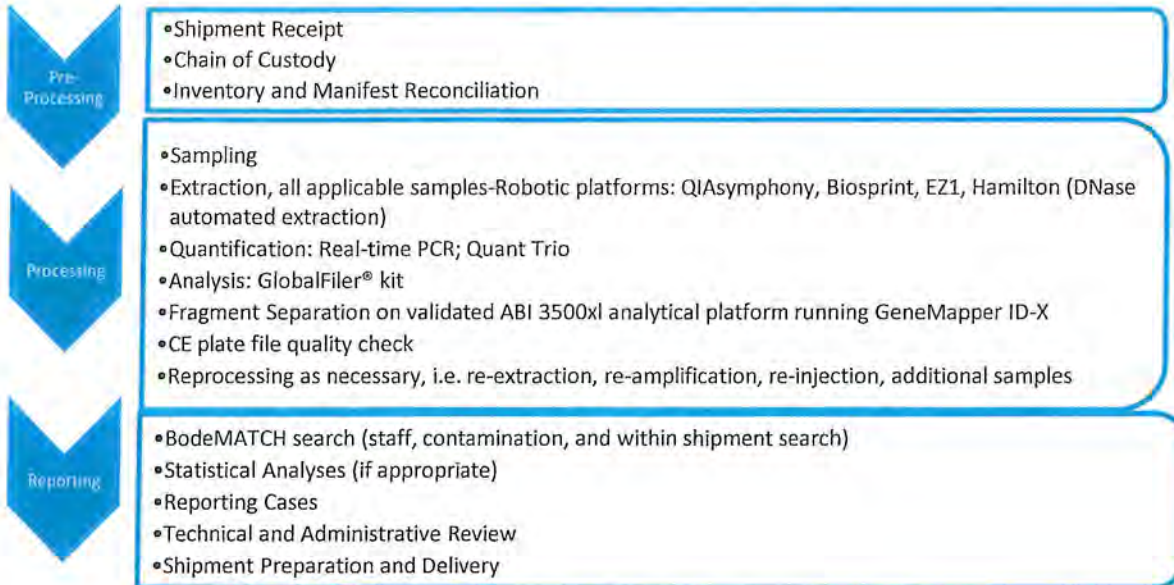 Pre-
Processing
•Shipment Receipt
•Chain of Custody
•Inventory and Manifest Reconciliation
Processing
•Sampling
•Extraction, all applicable samples-Robotic platforms: QIAsymphony, Biosprint, EZ1, Hamilton (DNase
automated extraction)
•Quantification: Real-time PCR; Quant Trio
•Analysis: GlobalFiler® kit
•Fragment Separation on validated ABI 3500xl analytical platform running GeneMapper ID-X
•CE plate file quality check
•Reprocessing as necessary, i.e. re-extraction, re-amplification, re-injection, additional samples
Reporting
•BodeMATCH search (staff, contamination, and within shipment search)
•Statistical Analyses (if appropriate)
•Reporting Cases
•Technical and Administrative Review
•Shipment Preparation and Delivery